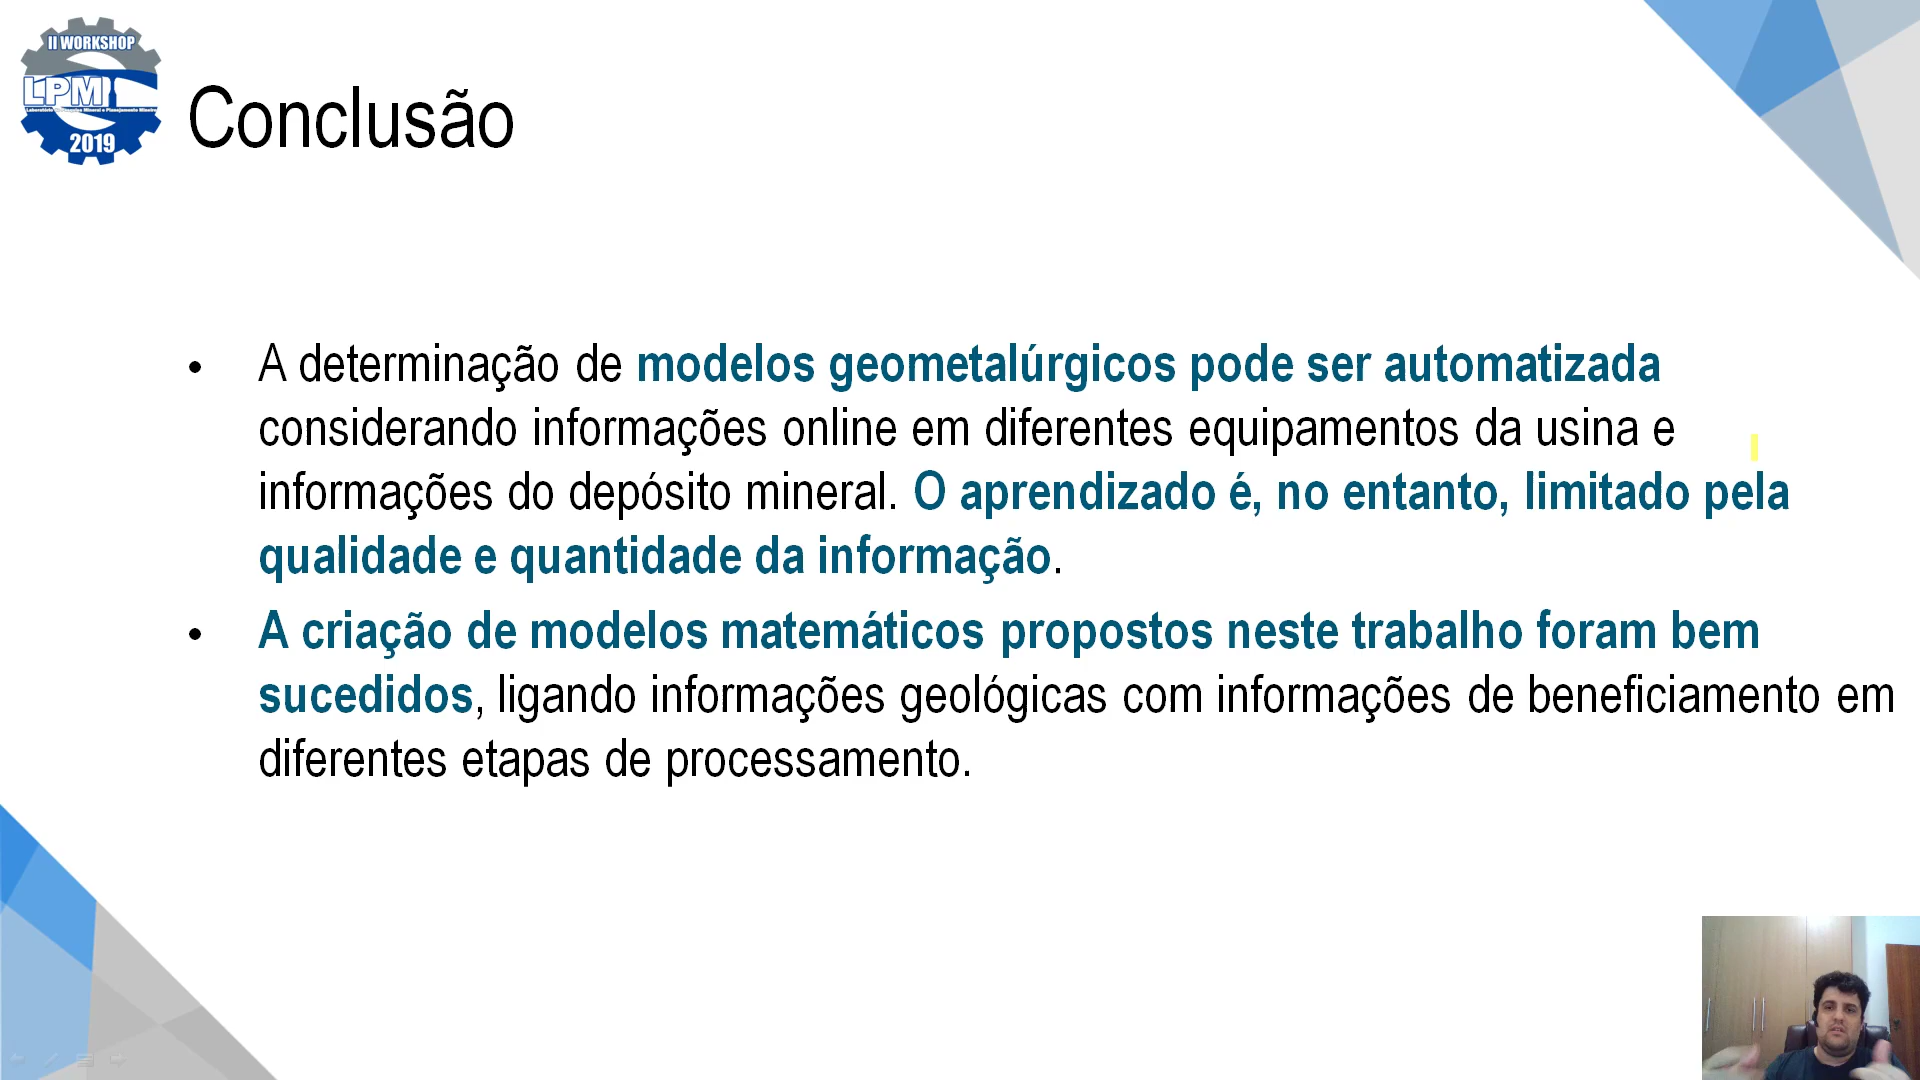 II WORKSHOP
LPM
2019
Conclusão
• A determinação de modelos geometalúrgicos pode ser automatizada
considerando informações online em diferentes equipamentos da usina e
informações do depósito mineral. O aprendizado é, no entanto, limitado pela
qualidade e quantidade da informação.
• A criação de modelos matemáticos propostos neste trabalho foram bem
sucedidos, ligando informações geológicas com informações de beneficiamento em
diferentes etapas de processamento.